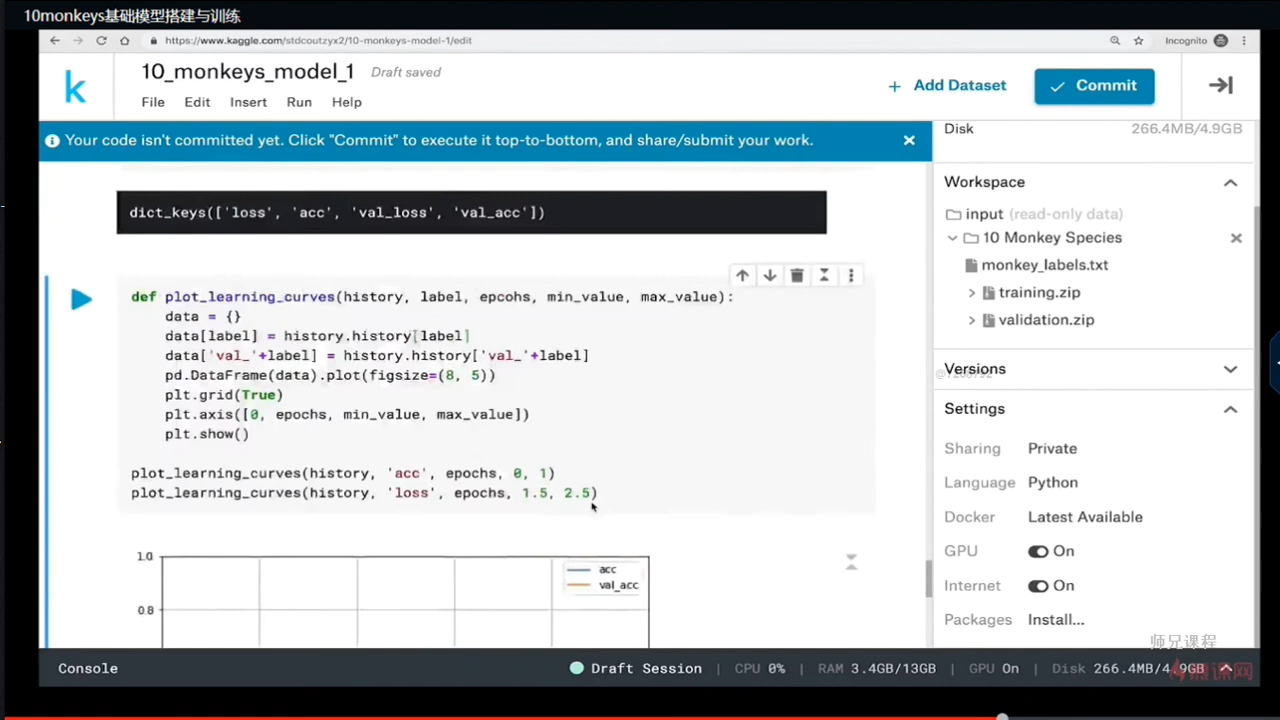 10monkeys基础模型搭建与训练
https://www.kaggle.com/stdcoutzyx2/10-monkeys-model-1/edit
Incognito
k
10_monkeys_model_1
Draft saved
File Edit Insert Run Help
+ Add Dataset
Commit
Your code isn't committed yet. Click "Commit" to execute it top-to-bottom, and share/submit your work.
dict_keys(['loss', 'acc', 'val_loss', 'val_acc'])
def plot_learning_curves(history, label, epcohs, min_value, max_value):
data = {}
data[label] = history.history[label]
data['val_'+label] = history.history['val_'+label]
pd.DataFrame(data).plot(figsize=(8, 5))
plt.grid(True)
plt.axis([0, epochs, min_value, max_value])
plt.show()
plot_learning_curves(history, 'acc', epochs, 0, 1)
plot_learning_curves(history, 'loss', epochs, 1.5, 2.5)
1.0
0.8
acc
val_acc
Disk 266.4MB/4.9GB
Workspace
input (read-only data)
10 Monkey Species
monkey_labels.txt
training.zip
validation.zip
Versions
Settings
Sharing Private
Language Python
Docker Latest Available
GPU On
Internet On
Packages Install...
师兄课程
慕课网
Console
Draft Session | CPU 0% | RAM 3.4GB/13GB | GPU On | Disk 266.4MB/4.9GB